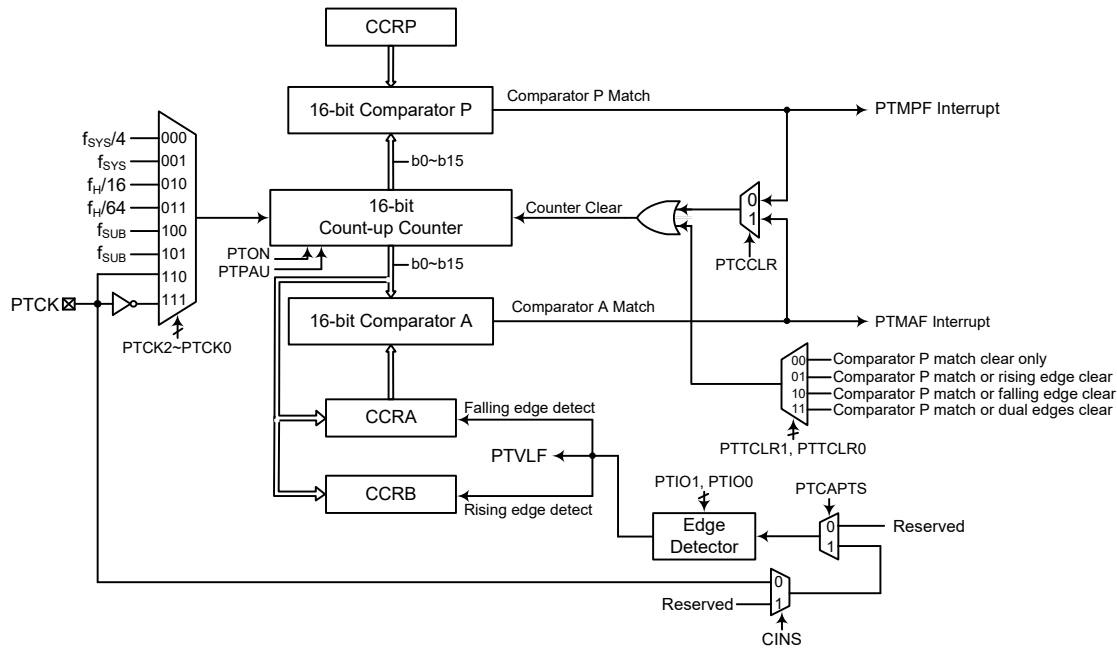 CCRP
16-bit Comparator P
Comparator P Match
PTMPF Interrupt
b0~b15
fSYS/4
000
fSYS
001
fH/16
010
fH/64
011
fSUB
100
fSUB
101
110
111
PTCK
PTCK2~PTCK0
16-bit
Count-up Counter
Counter Clear
0
1
PTCCLR
PTON
PTPAU
b0~b15
16-bit Comparator A
Comparator A Match
PTMAF Interrupt
00
Comparator P match clear only
01
Comparator P match or rising edge clear
10
Comparator P match or falling edge clear
11
Comparator P match or dual edges clear
PTTCLR1, PTTCLR0
CCRA
Falling edge detect
PTVLF
CCRB
Rising edge detect
PTIO1, PTIO0
Edge
Detector
PTCAPTS
0
1
Reserved
0
1
Reserved
CINS